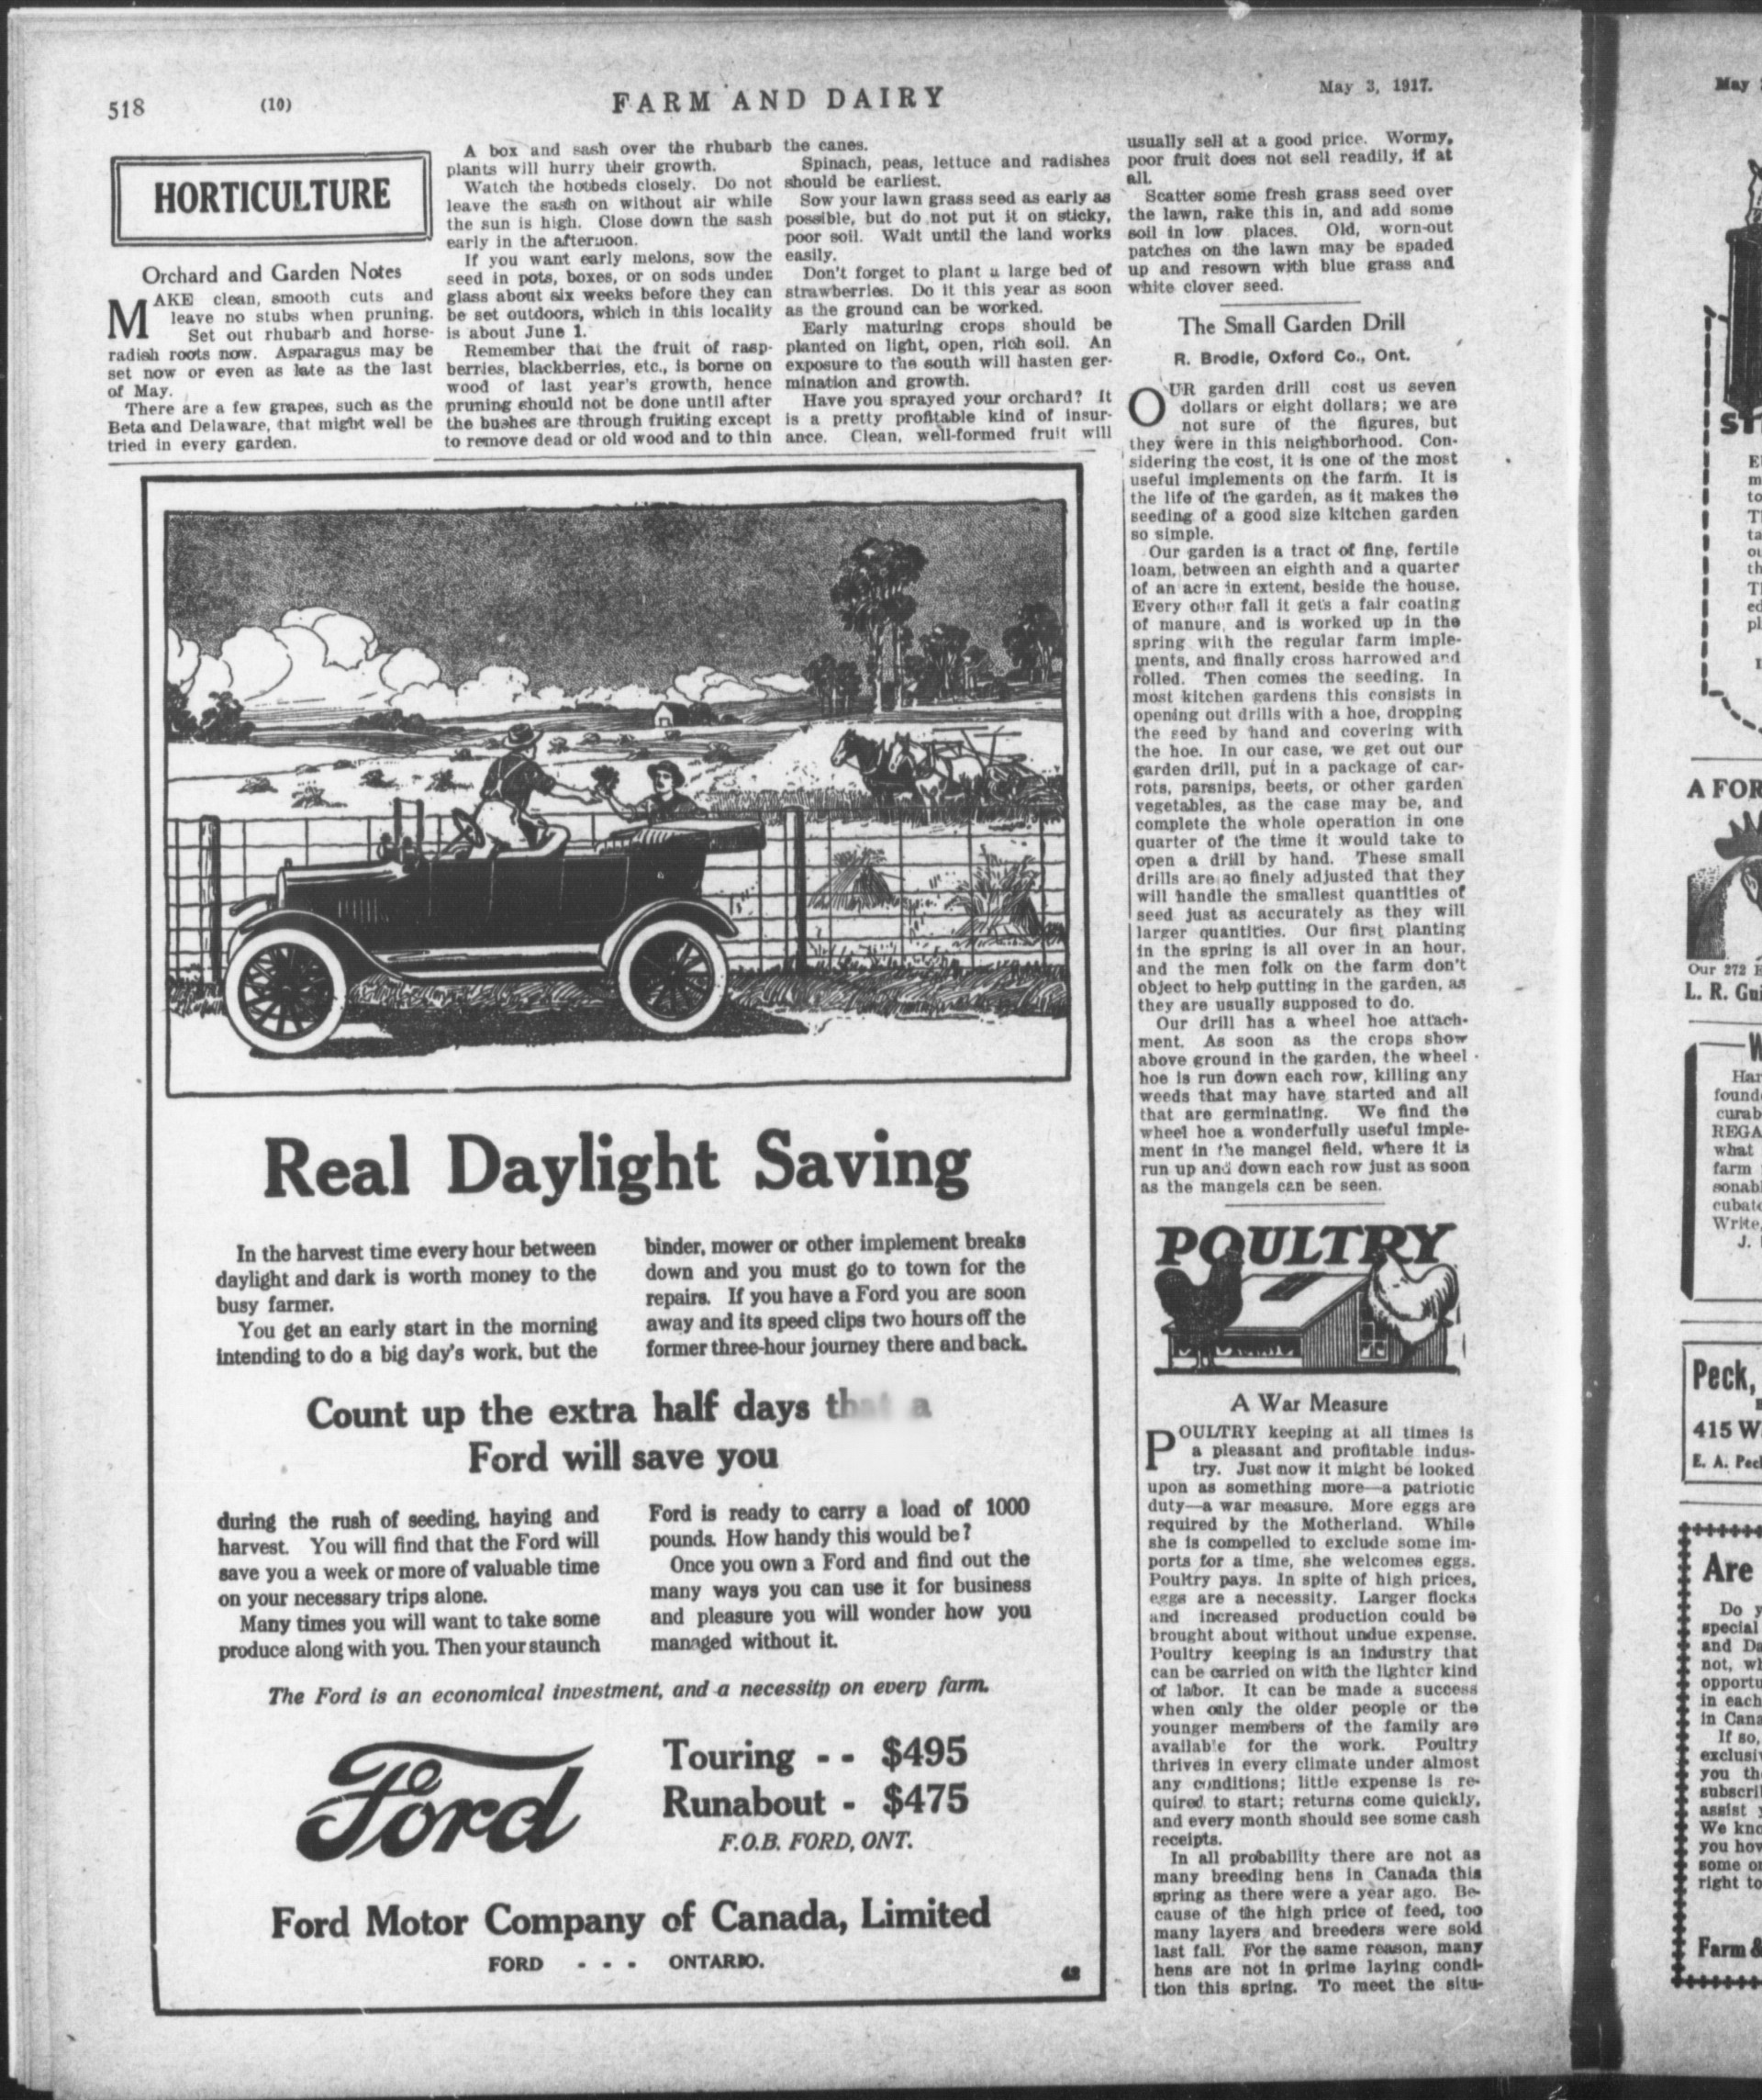 518
(10)
FARM AND DAIRY
May 3, 1917.
HORTICULTURE
Orchard and Garden Notes
MAKE clean, smooth cuts and
leave no stubs when pruning.
Set out rhubarb and horse-
radish roots now. Asparagus may be
set now or even as late as the last
of May.
There are a few grapes, such as the
Beta and Delaware, that might well be
tried in every garden.
A box and sash over the rhubarb
plants will hurry their growth.
Watch the hotbeds closely. Do not
leave the sash on without air while
the sun is high. Close down the sash
early in the afternoon.
If you want early melons, sow the
seed in pots, boxes, or on sods under
glass about six weeks before they can
be set outdoors, which in this locality
is about June 1.
Remember that the fruit of rasp-
berries, blackberries, etc., is borne on
wood of last year's growth, hence
pruning should not be done until after
the bushes are through fruiting except
to remove dead or old wood and to thin
the canes.
Spinach, peas, lettuce and radishes
should be earliest.
Sow your lawn grass seed as early as
possible, but do not put it on sticky,
poor soil. Wait until the land works
easily.
Don't forget to plant a large bed of
strawberries. Do it this year as soon
as the ground can be worked.
Early maturing crops should be
planted on light, open, rich soil. An
exposure to the south will hasten ger-
mination and growth.
Have you sprayed your orchard? It
is a pretty profitable kind of insur-
ance. Clean, well-formed fruit will
usually sell at a good price. Wormy,
poor fruit does not sell readily, if at
all.
Scatter some fresh grass seed over
the lawn, rake this in, and add some
soil in low places. Old, worn-out
patches on the lawn may be spaded
up and resown with blue grass and
white clover seed.
The Small Garden Drill
R. Brodie, Oxford Co., Ont.
OUR garden drill cost us seven
dollars or eight dollars; we are
not sure of the figures, but
they were in this neighborhood. Con-
sidering the cost, it is one of the most
useful implements on the farm. It is
the life of the garden, as it makes the
seeding of a good size kitchen garden
so simple.
Our garden is a tract of fine, fertile
loam, between an eighth and a quarter
of an acre in extent, beside the house.
Every other fall it gets a fair coating
of manure, and is worked up in the
spring with the regular farm imple-
ments, and finally cross harrowed and
rolled. Then comes the seeding. In
most kitchen gardens this consists in
opening out drills with a hoe, dropping
the seed by hand and covering with
the hoe. In our case, we get out our
garden drill, put in a package of car-
rots, parsnips, beets, or other garden
vegetables, as the case may be, and
complete the whole operation in one
quarter of the time it would take to
open a drill by hand. These small
drills are so finely adjusted that they
will handle the smallest quantities of
seed just as accurately as they will
larger quantities. Our first planting
in the spring is all over in an hour,
and the men folk on the farm don't
object to help putting in the garden, as
they are usually supposed to do.
Our drill has a wheel hoe attach-
ment. As soon as the crops show
above ground in the garden, the wheel
hoe is run down each row, killing any
weeds that may have started and all
that are germinating. We find the
wheel hoe a wonderfully useful imple-
ment in the mangel field, where it is
run up and down each row just as soon
as the mangels can be seen.
POULTRY
A War Measure
POULTRY keeping at all times is
a pleasant and profitable indus-
try. Just now it might be looked
upon as something more—a patriotic
duty—a war measure. More eggs are
required by the Motherland. While
she is compelled to exclude some im-
ports for a time, she welcomes eggs.
Poultry pays. In spite of high prices,
eggs are a necessity. Larger flocks
and increased production could be
brought about without undue expense.
Poultry keeping is an industry that
can be carried on with the lighter kind
of labor. It can be made a success
when only the older people or the
younger members of the family are
available for the work. Poultry
thrives in every climate under almost
any conditions; little expense is re-
quired to start; returns come quickly,
and every month should see some cash
receipts.
In all probability there are not as
many breeding hens in Canada this
spring as there were a year ago. Be-
cause of the high price of feed, too
many layers and breeders were sold
last fall. For the same reason, many
hens are not in prime laying condi-
tion this spring. To meet the situ-
Real Daylight Saving
In the harvest time every hour between
daylight and dark is worth money to the
busy farmer.
You get an early start in the morning
intending to do a big day's work, but the
binder, mower or other implement breaks
down and you must go to town for the
repairs. If you have a Ford you are soon
away and its speed clips two hours off the
former three-hour journey there and back.
Count up the extra half days that a
Ford will save you
during the rush of seeding, haying and
harvest. You will find that the Ford will
save you a week or more of valuable time
on your necessary trips alone.
Many times you will want to take some
produce along with you. Then your staunch
Ford is ready to carry a load of 1000
pounds. How handy this would be?
Once you own a Ford and find out the
many ways you can use it for business
and pleasure you will wonder how you
managed without it.
The Ford is an economical investment, and a necessity on every farm.
Ford
Touring - - $495
Runabout - $475
F.O.B. FORD, ONT.
Ford Motor Company of Canada, Limited
FORD - - - ONTARIO.
42
May
A FOR
Our 272
L. R. Gui
Har
found
curab
REGA
what
farm
sonab
cubat
Write,
J.
Peck,
415 W
E. A. Peck
Are
Do y
special
and Da
not, wh
opportu
in each
in Cana
If so,
exclusiv
you th
subscri
assist
We kno
you how
some or
right to
Farm &